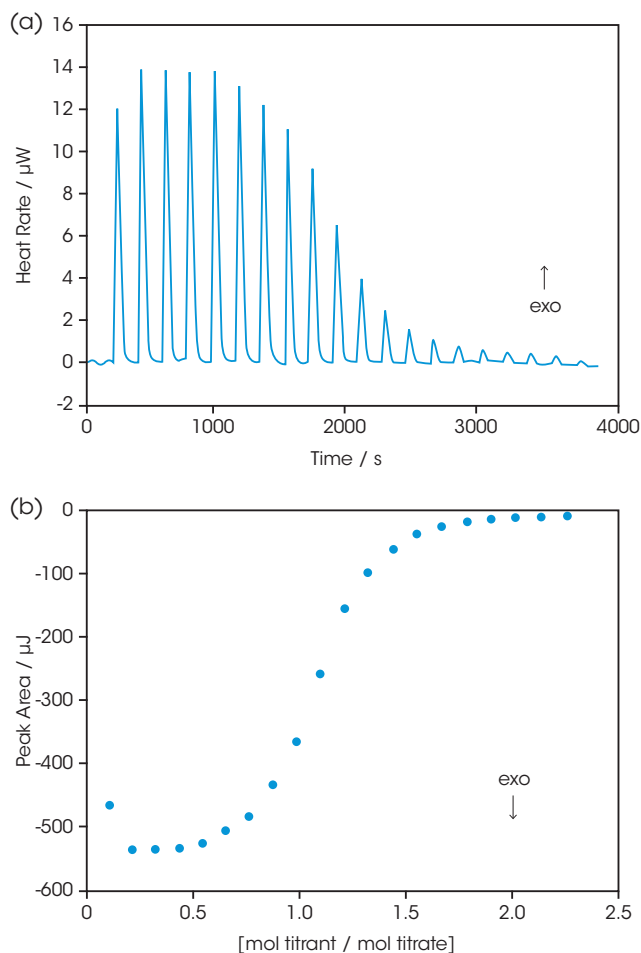 (a)
16
14
12
10
8
6
4
2
0
-2
Heat Rate / µW
exo
0 1000 2000 3000 4000
Time / s
(b)
0
-100
-200
-300
-400
-500
-600
Peak Area / µJ
exo
0 0.5 1.0 1.5 2.0 2.5
[mol titrant / mol titrate]